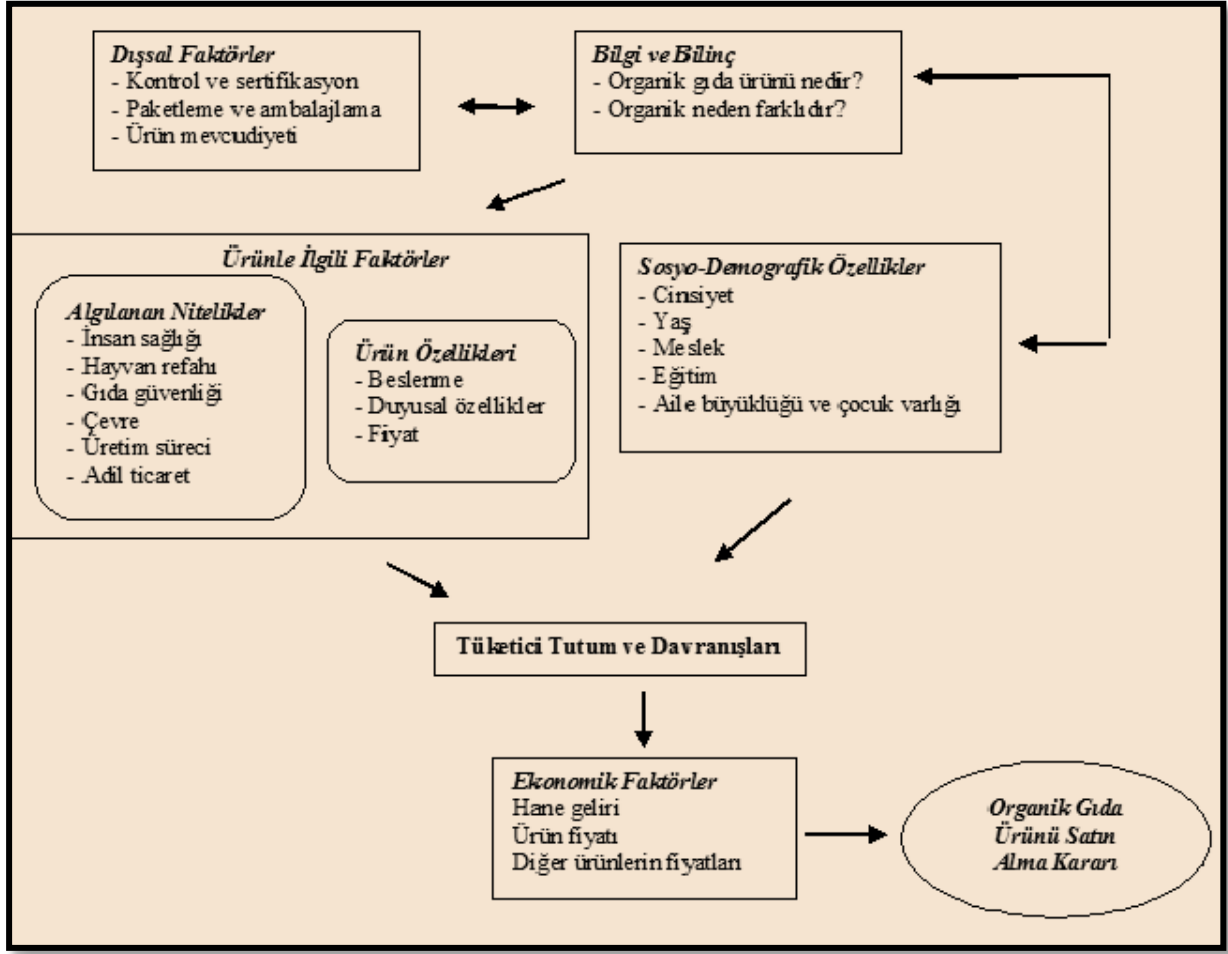 Dışsal Faktörler
- Kontrol ve sertifikasyon
- Paketleme ve ambalajlama
- Ürün mevcudiyeti
Bilgi ve Bilinç
- Organik gıda ürünü nedir?
- Organik neden farklıdır?
Ürünle İlgili Faktörler
Algılanan Nitelikler
- İnsan sağlığı
- Hayvan refahı
- Gıda güvenliği
- Çevre
- Üretim süreci
- Adil ticaret
Ürün Özellikleri
- Beslenme
- Duyusal özellikler
- Fiyat
Sosyo-Demografik Özellikler
- Cinsiyet
- Yaş
- Meslek
- Eğitim
- Aile büyüklüğü ve çocuk varlığı
Tüketici Tutum ve Davranışları
Ekonomik Faktörler
Hane geliri
Ürün fiyatı
Diğer ürünlerin fiyatları
Organik Gıda
Ürünü Satın
Alma Kararı